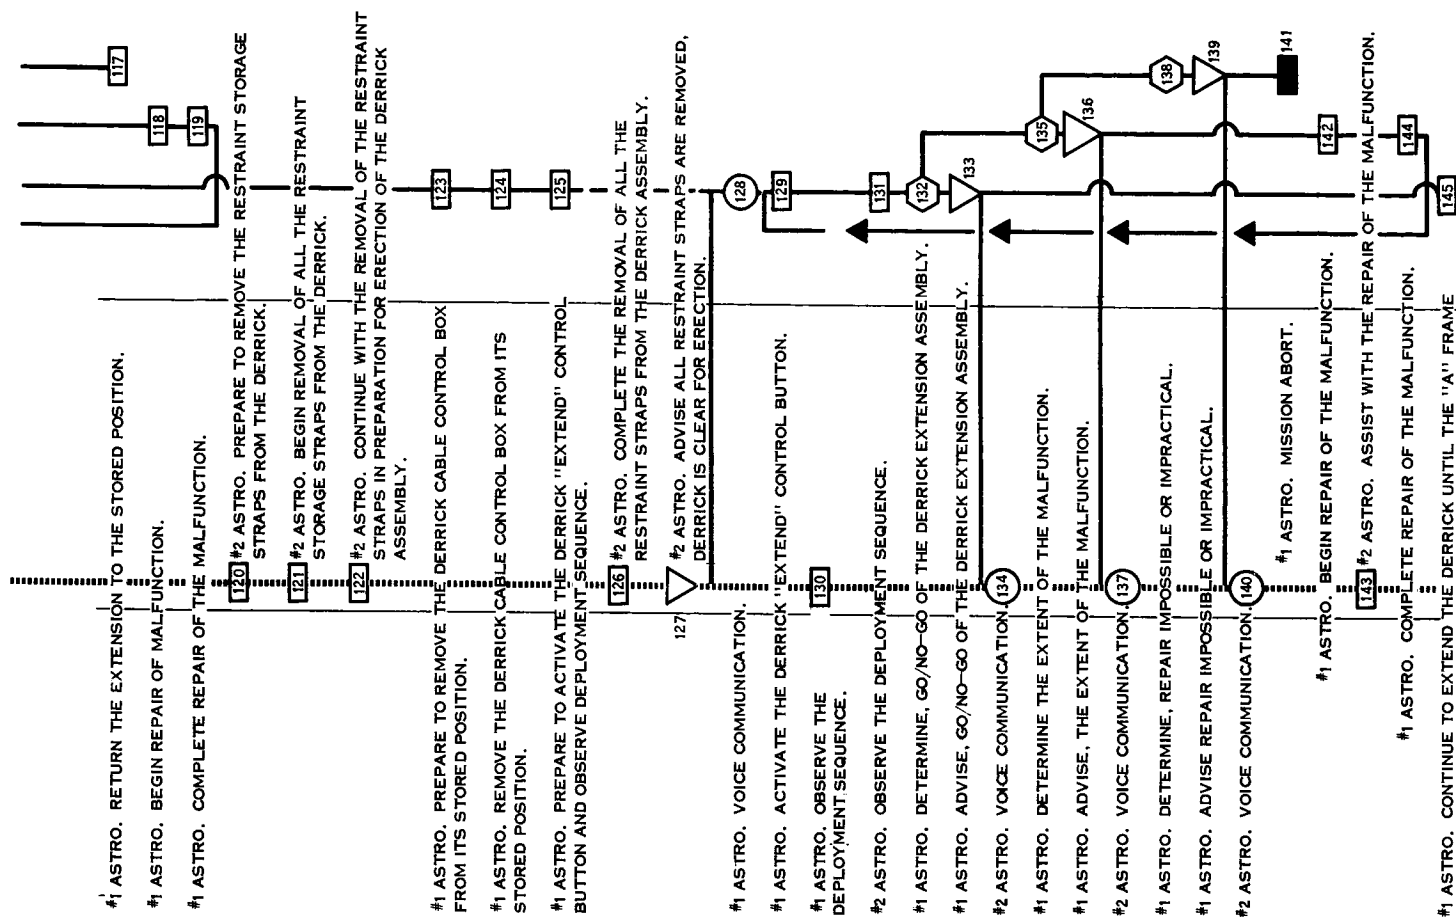 #1 ASTRO. RETURN THE EXTENSION TO THE STORED POSITION.
117
#1 ASTRO. BEGIN REPAIR OF MALFUNCTION.
118
#1 ASTRO. COMPLETE REPAIR OF THE MALFUNCTION.
119
120
#2 ASTRO. PREPARE TO REMOVE THE RESTRAINT STORAGE
STRAPS FROM THE DERRICK.
121
#2 ASTRO. BEGIN REMOVAL OF ALL THE RESTRAINT
STORAGE STRAPS FROM THE DERRICK.
122
#2 ASTRO. CONTINUE WITH THE REMOVAL OF THE RESTRAINT
STRAPS IN PREPARATION FOR ERECTION OF THE DERRICK
ASSEMBLY.
#1 ASTRO. PREPARE TO REMOVE THE DERRICK CABLE CONTROL BOX
FROM ITS STORED POSITION.
123
#1 ASTRO. REMOVE THE DERRICK CABLE CONTROL BOX FROM ITS
STORED POSITION.
124
#1 ASTRO. PREPARE TO ACTIVATE THE DERRICK "EXTEND" CONTROL
BUTTON AND OBSERVE DEPLOYMENT SEQUENCE.
125
126
#2 ASTRO. COMPLETE THE REMOVAL OF ALL THE
RESTRAINT STRAPS FROM THE DERRICK ASSEMBLY.
127
#2 ASTRO. ADVISE ALL RESTRAINT STRAPS ARE REMOVED,
DERRICK IS CLEAR FOR ERECTION.
#1 ASTRO. VOICE COMMUNICATION.
128
#1 ASTRO. ACTIVATE THE DERRICK "EXTEND" CONTROL BUTTON.
129
#1 ASTRO. OBSERVE THE
DEPLOYMENT SEQUENCE.
130
#2 ASTRO. OBSERVE THE DEPLOYMENT SEQUENCE.
131
#1 ASTRO. DETERMINE, GO/NO-GO OF THE DERRICK EXTENSION ASSEMBLY.
132
#1 ASTRO. ADVISE, GO/NO-GO OF THE DERRICK EXTENSION ASSEMBLY.
133
#2 ASTRO. VOICE COMMUNICATION.
134
#1 ASTRO. DETERMINE THE EXTENT OF THE MALFUNCTION.
135
#1 ASTRO. ADVISE, THE EXTENT OF THE MALFUNCTION.
136
#2 ASTRO. VOICE COMMUNICATION.
137
#1 ASTRO. DETERMINE, REPAIR IMPOSSIBLE OR IMPRACTICAL.
138
#1 ASTRO. ADVISE REPAIR IMPOSSIBLE OR IMPRACTICAL.
139
#2 ASTRO. VOICE COMMUNICATION.
140
#1 ASTRO. MISSION ABORT.
141
#1 ASTRO. BEGIN REPAIR OF THE MALFUNCTION.
142
143
#2 ASTRO. ASSIST WITH THE REPAIR OF THE MALFUNCTION.
#1 ASTRO. COMPLETE REPAIR OF THE MALFUNCTION.
144
#1 ASTRO. CONTINUE TO EXTEND THE DERRICK UNTIL THE "A" FRAME
145